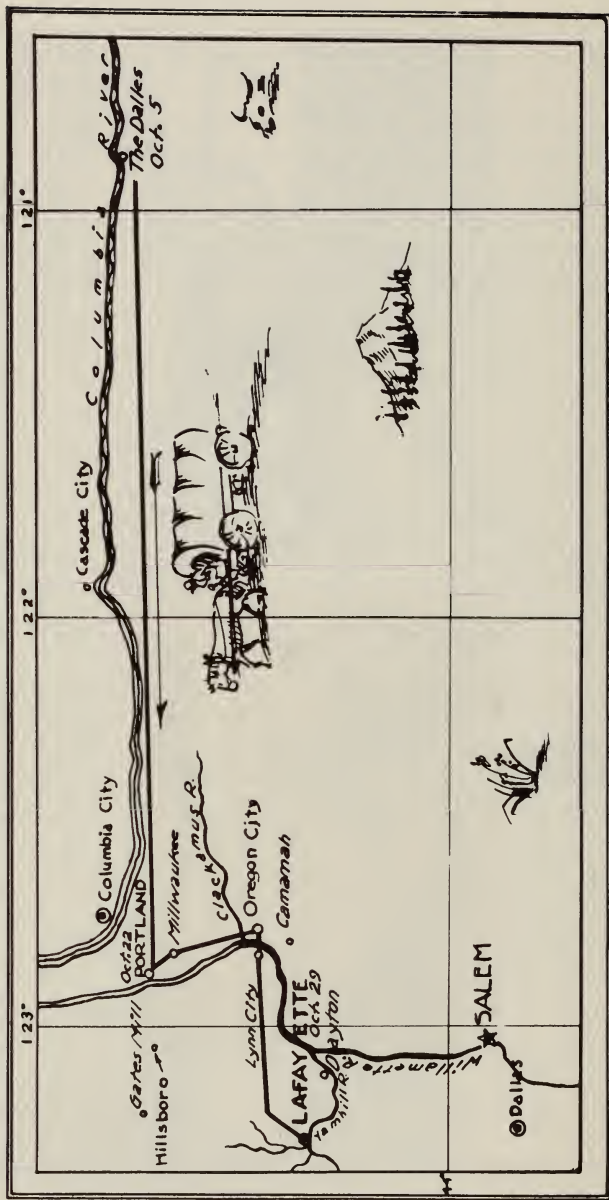 123°
122°
121°
Columbia River
The Dalles
Oct. 5
Cascade City
Columbia City
Oct. 22
PORTLAND
Millwaukee
Gates Mill
Hillsboro
Clackamus R.
Oregon City
Camamah
Lynn City
LAFAYETTE
Oct. 29
Dayton
Yamhill R.
Willamette
SALEM
Dallas